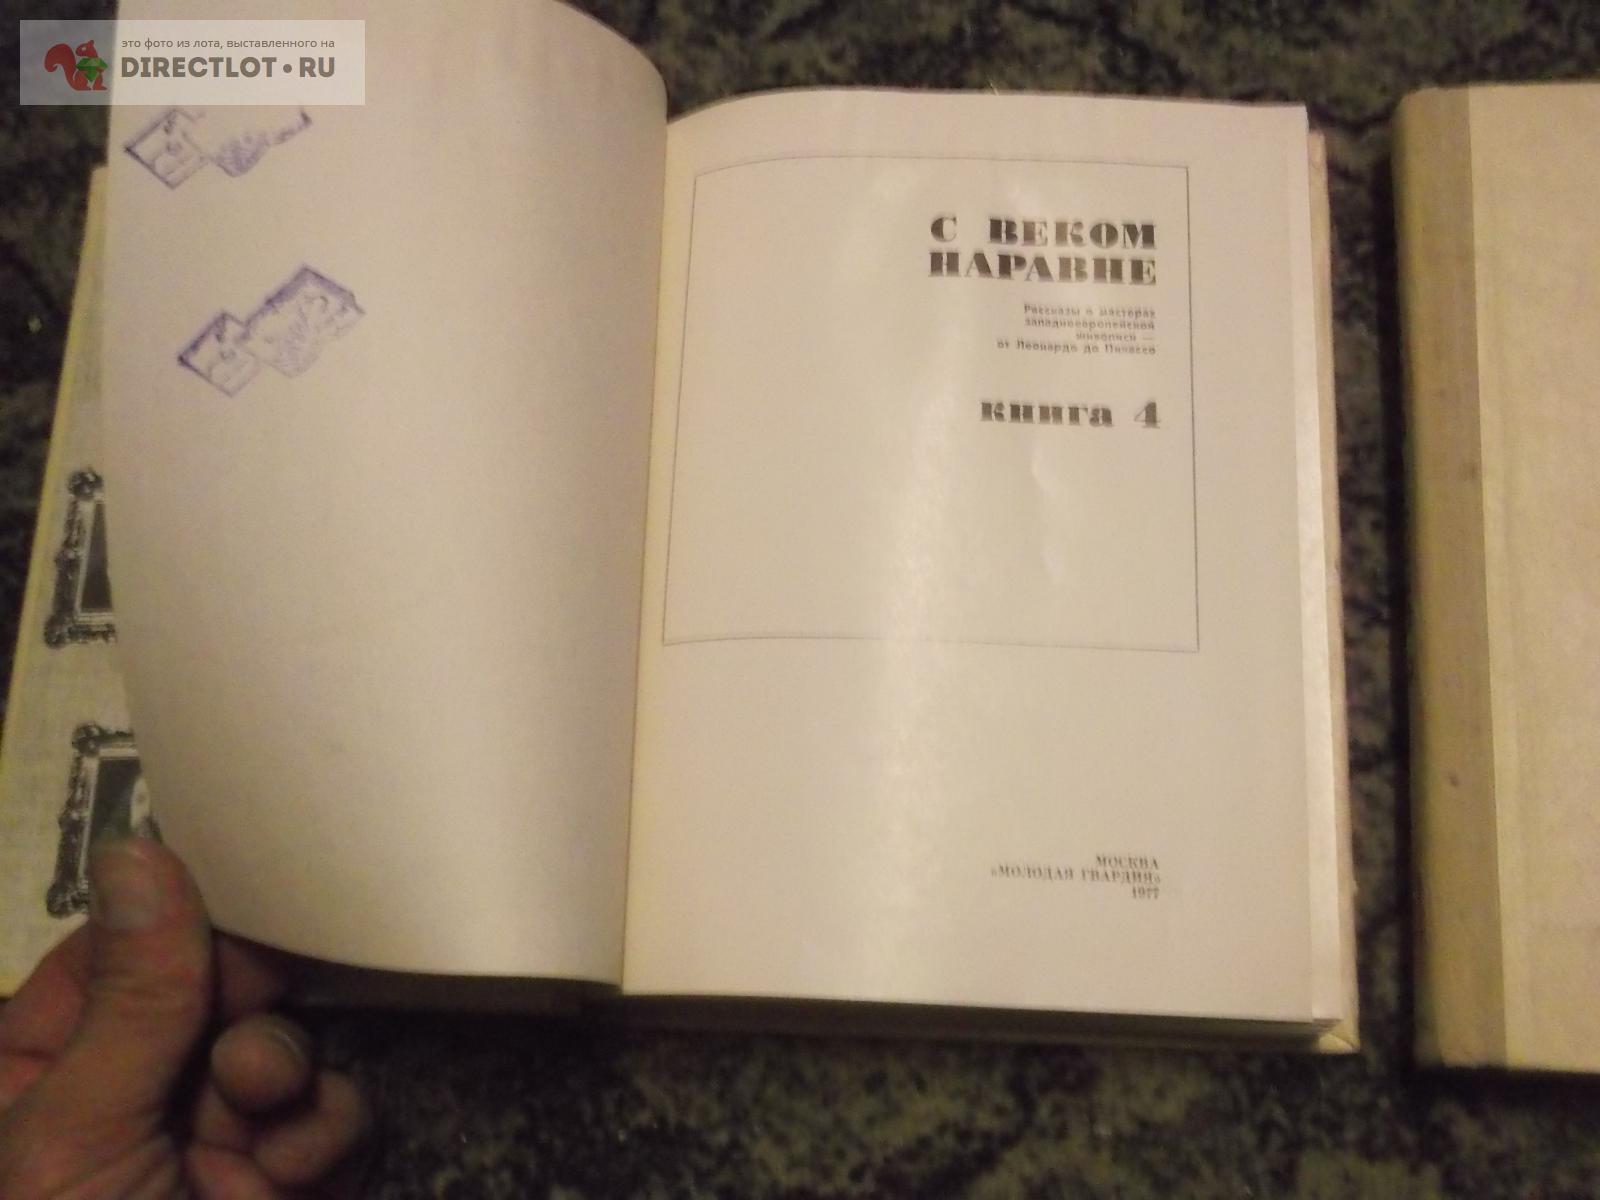 это фото из лота, выставленного на
DIRECTLOT•RU
С ВЕКОМ
НАРАВНЕ
Рассказы о мастерах
западноевропейской
живописи —
от Леонардо до Пикассо
книга 4
МОСКВА
«МОЛОДАЯ ГВАРДИЯ»
1977